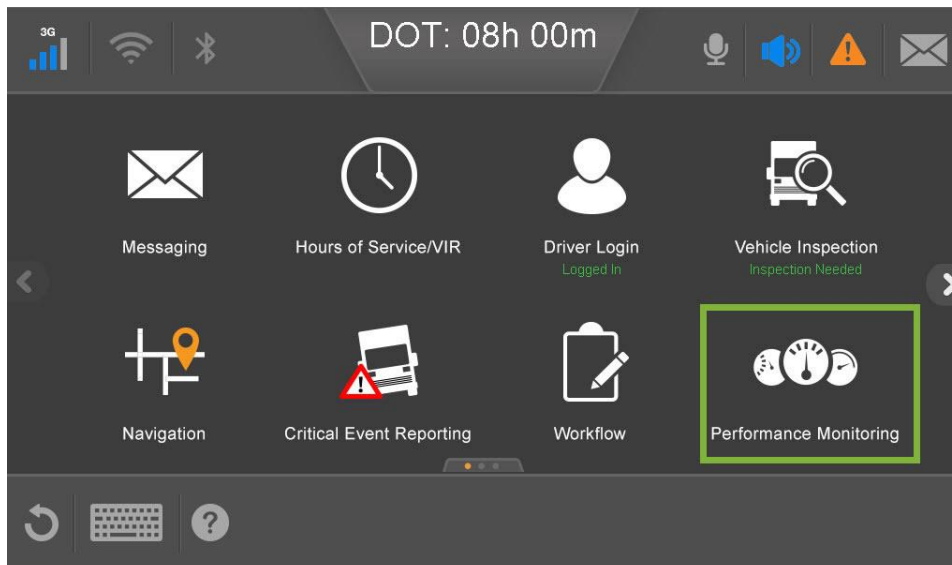 3G
DOT: 08h 00m
Messaging
Hours of Service/VIR
Driver Login
Logged In
Vehicle Inspection
Inspection Needed
Navigation
Critical Event Reporting
Workflow
Performance Monitoring